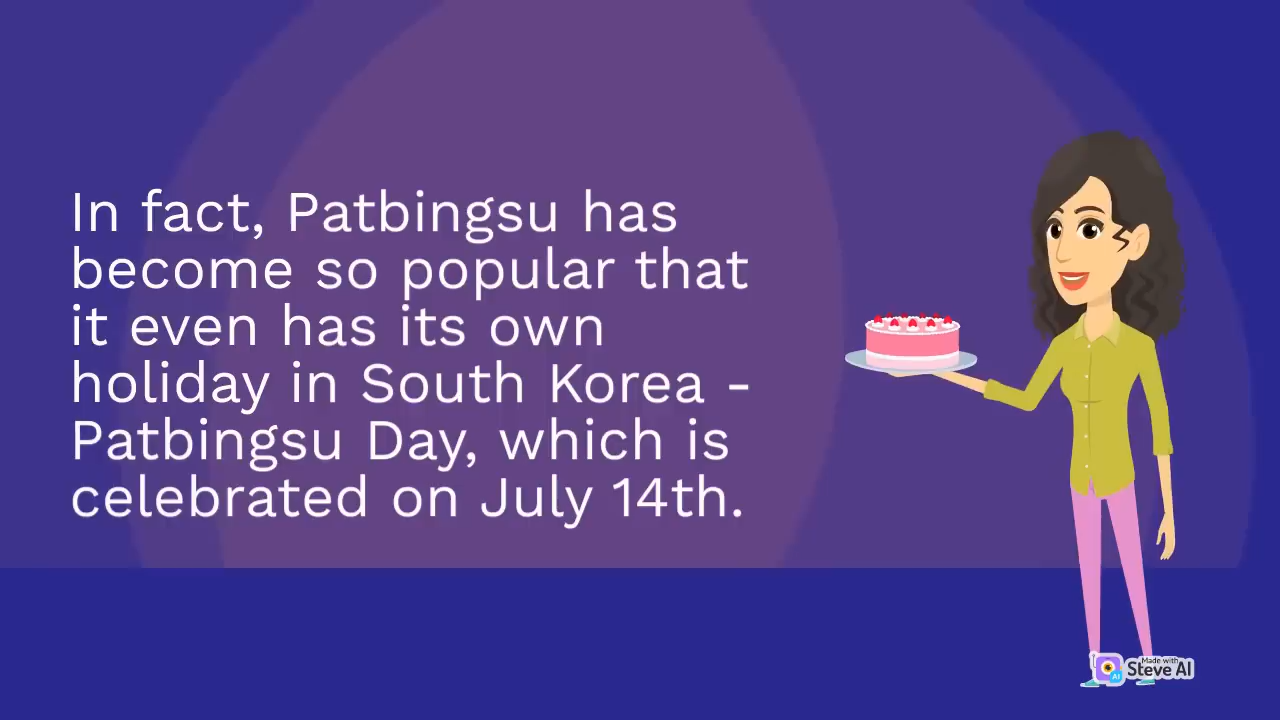 In fact, Patbingsu has
become so popular that
it even has its own
holiday in South Korea -
Patbingsu Day, which is
celebrated on July 14th.
Made with
Steve AI
AI